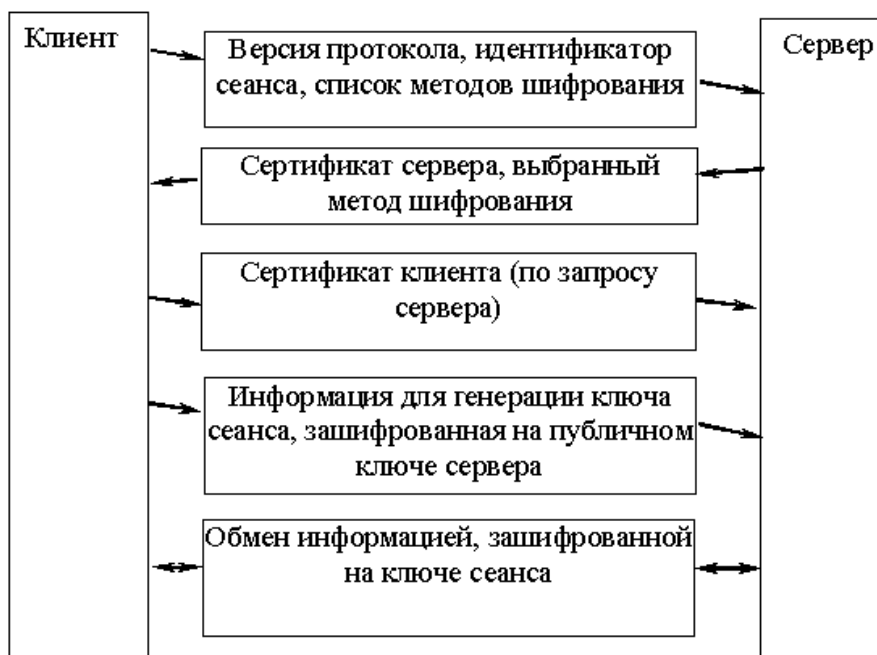 Клиент
Сервер
Версия протокола, идентификатор
сеанса, список методов шифрования
Сертификат сервера, выбранный
метод шифрования
Сертификат клиента (по запросу
сервера)
Информация для генерации ключа
сеанса, зашифрованная на публичном
ключе сервера
Обмен информацией, зашифрованной
на ключе сеанса